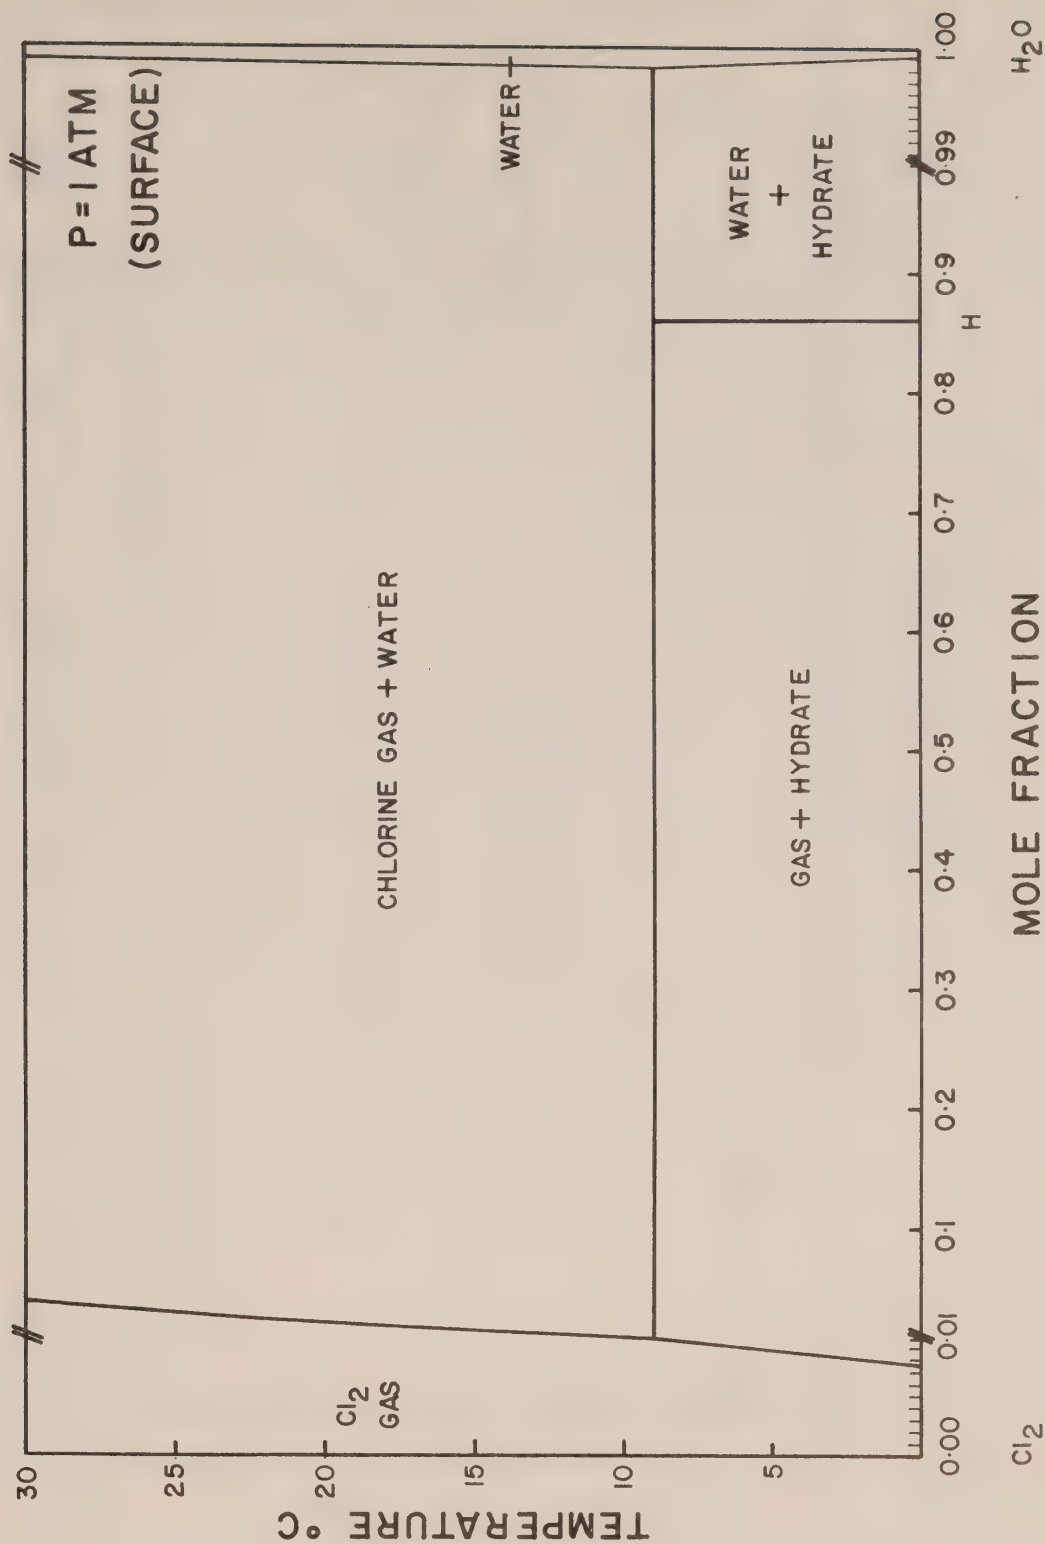 P = 1 ATM
(SURFACE)
TEMPERATURE °C
30
25
20
15
10
5
Cl2
GAS
CHLORINE GAS + WATER
WATER
GAS + HYDRATE
WATER
+
HYDRATE
0.00
0.01
0.1
0.2
0.3
0.4
0.5
0.6
0.7
0.8
0.9
0.99
1.00
H
Cl2
MOLE FRACTION
H2O